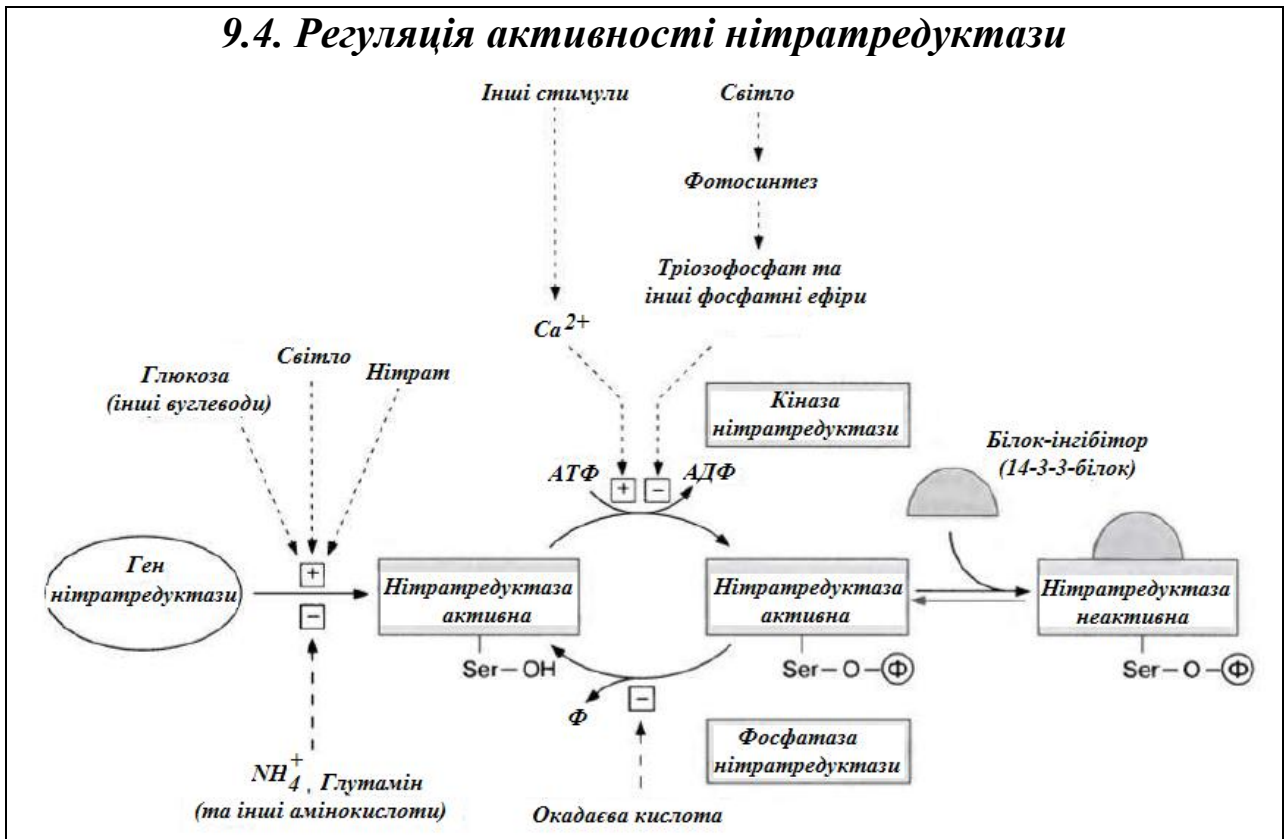 9.4. Регуляція активності нітратредуктази
Інші стимули
Світло
Фотосинтез
Тріозофосфат та
інші фосфатні ефіри
Ca2+
Світло
Глюкоза
(інші вуглеводи)
Нітрат
Кіназа
нітратредуктази
Білок-інгібітор
(14-3-3-білок)
АТФ
+
−
АДФ
Ген
нітратредуктази
+
−
Нітратредуктаза
активна
Нітратредуктаза
активна
Нітратредуктаза
неактивна
Ser – OH
Ser – O – Ф
Ser – O – Ф
Ф
−
Фосфатаза
нітратредуктази
NH4+, Глутамін
(та інші амінокислоти)
Окадаєва кислота